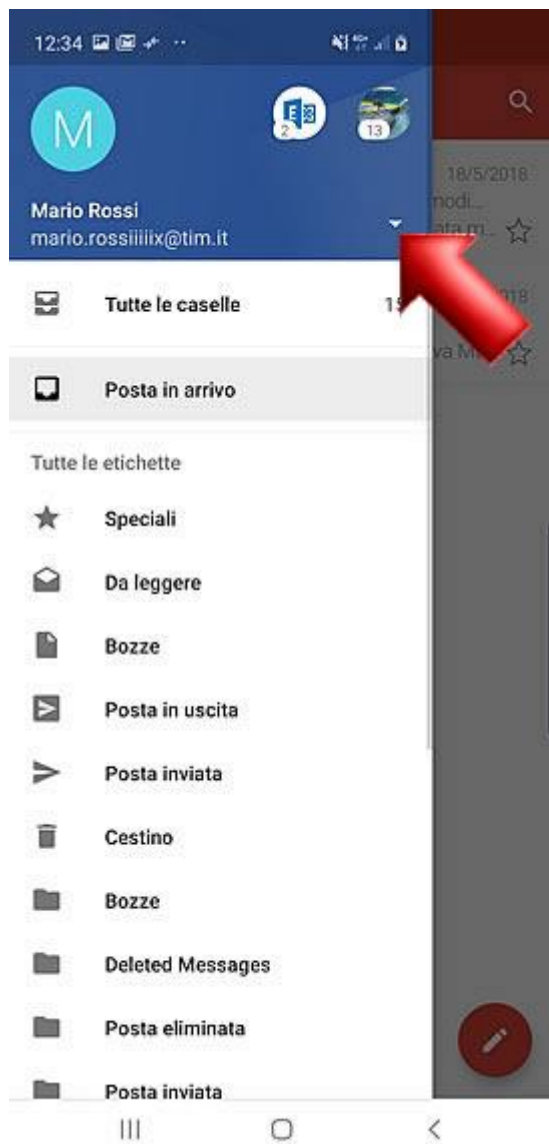 12:34
M
2
13
Mario Rossi
mario.rossiiiiix@tim.it
18/5/2018
Tutte le caselle
Posta in arrivo
Tutte le etichette
Speciali
Da leggere
Bozze
Posta in uscita
Posta inviata
Cestino
Bozze
Deleted Messages
Posta eliminata
Posta inviata